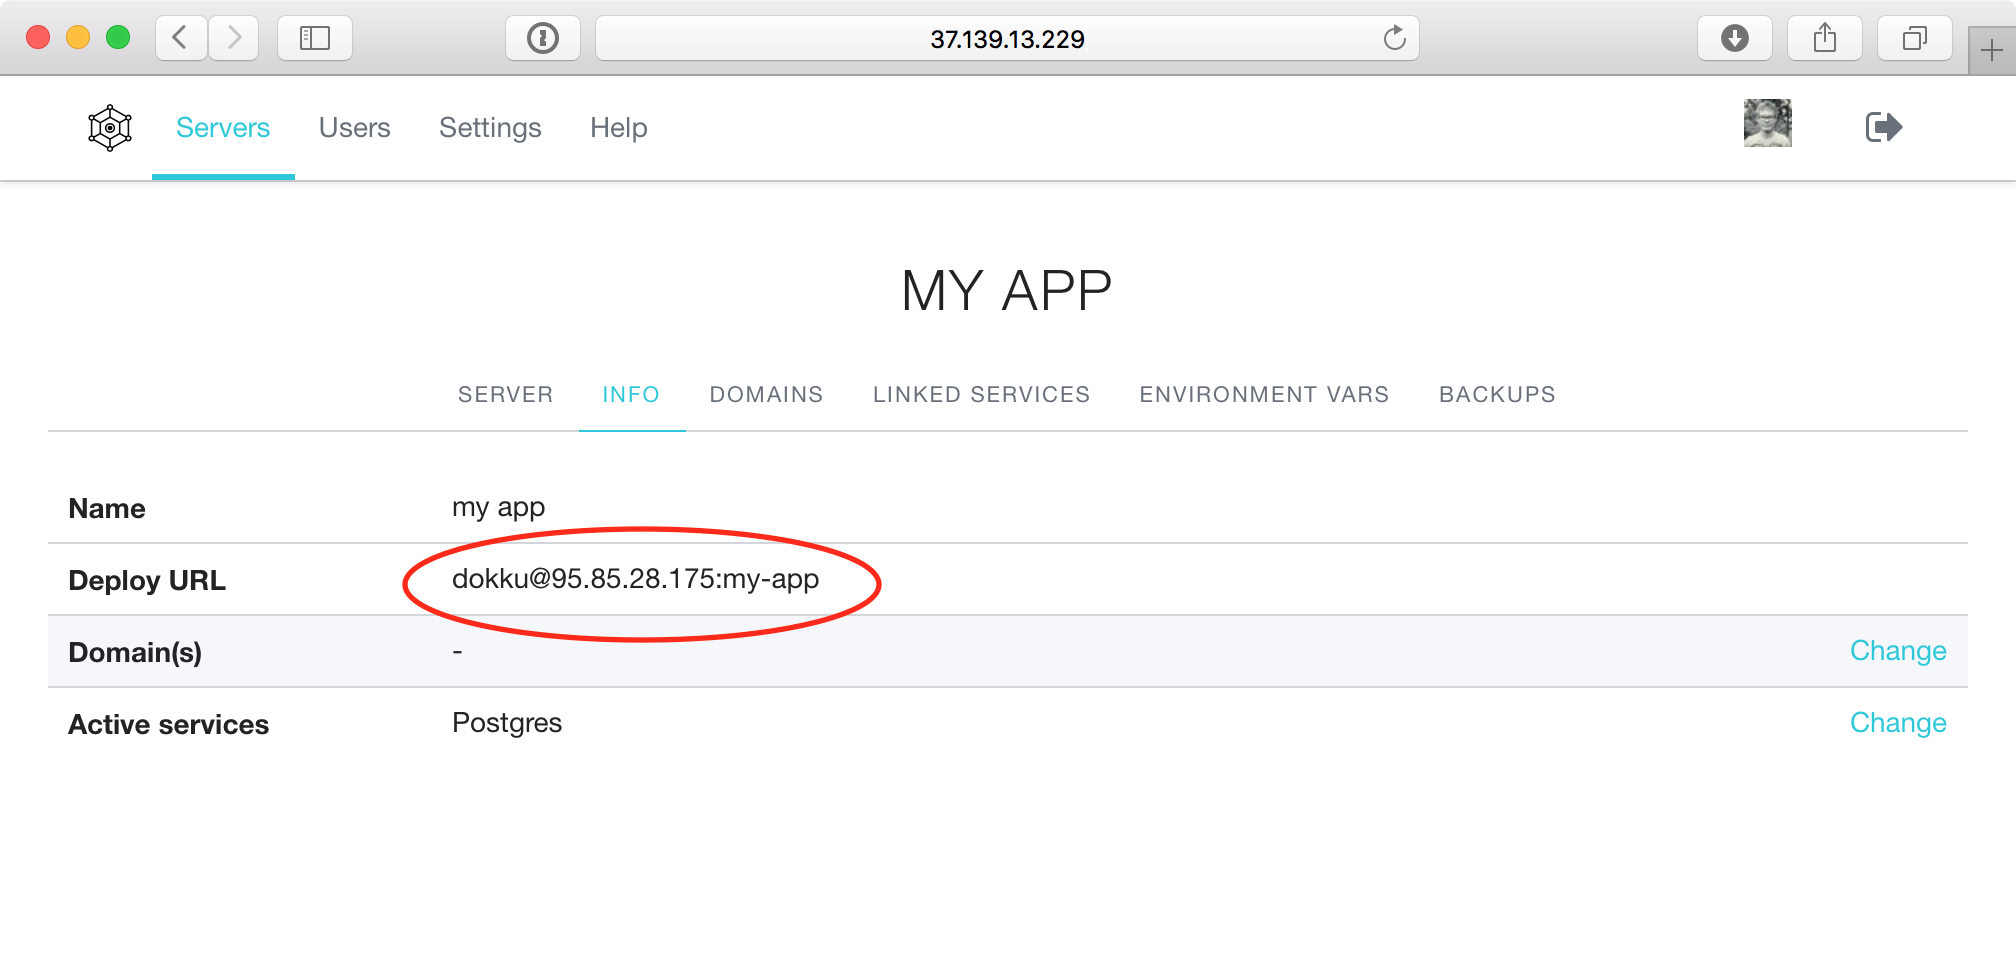 37.139.13.229
Servers Users Settings Help
MY APP
SERVER INFO DOMAINS LINKED SERVICES ENVIRONMENT VARS BACKUPS
Name my app
Deploy URL dokku@95.85.28.175:my-app
Domain(s) - Change
Active services Postgres Change